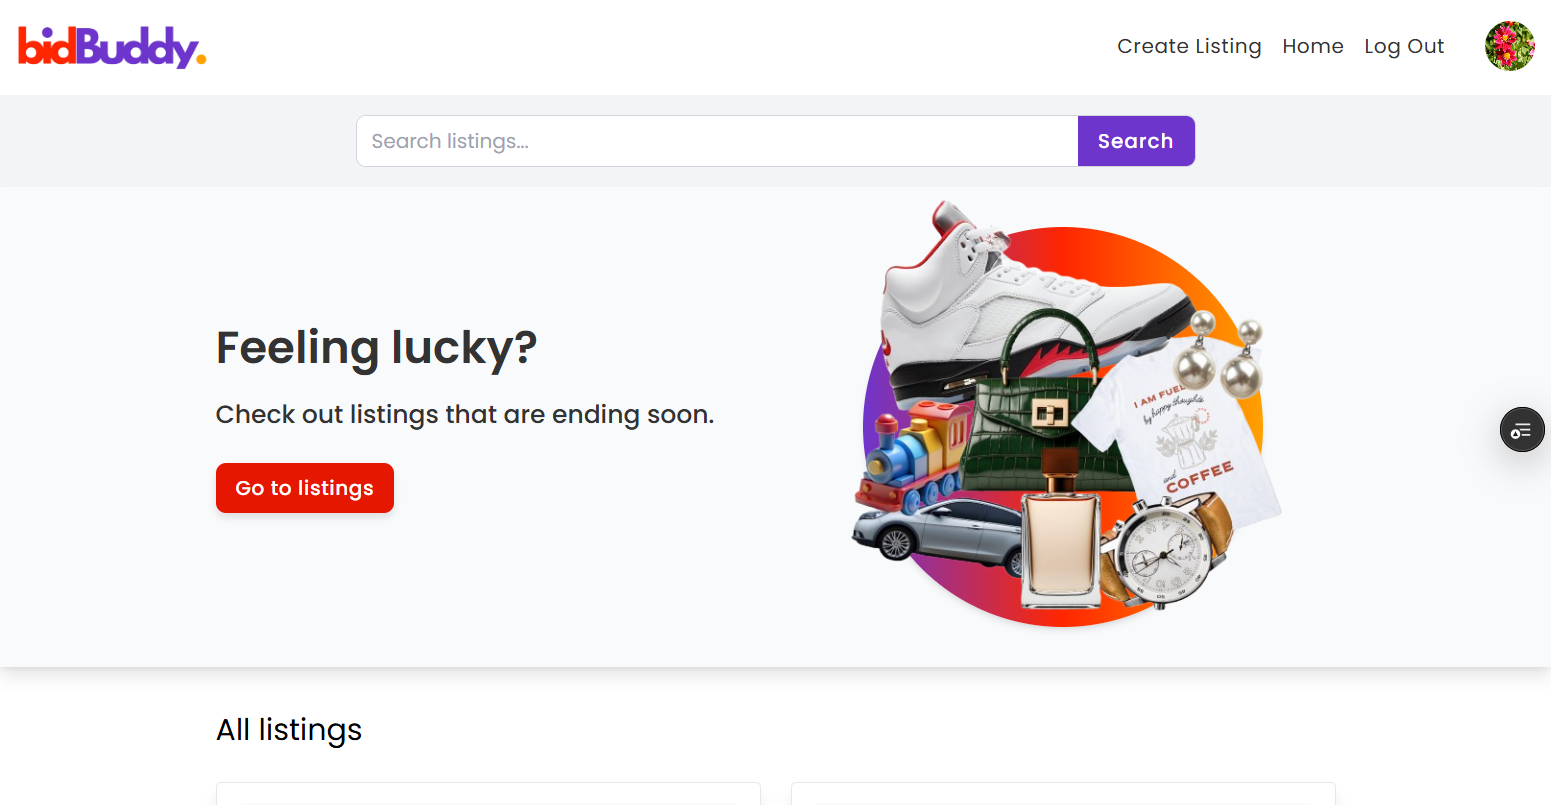 bidBuddy.
Create Listing Home Log Out
Search listings...
Search
Feeling lucky?
Check out listings that are ending soon.
Go to listings
I AM FUEL
by happy thoughts
and
COFFEE
All listings